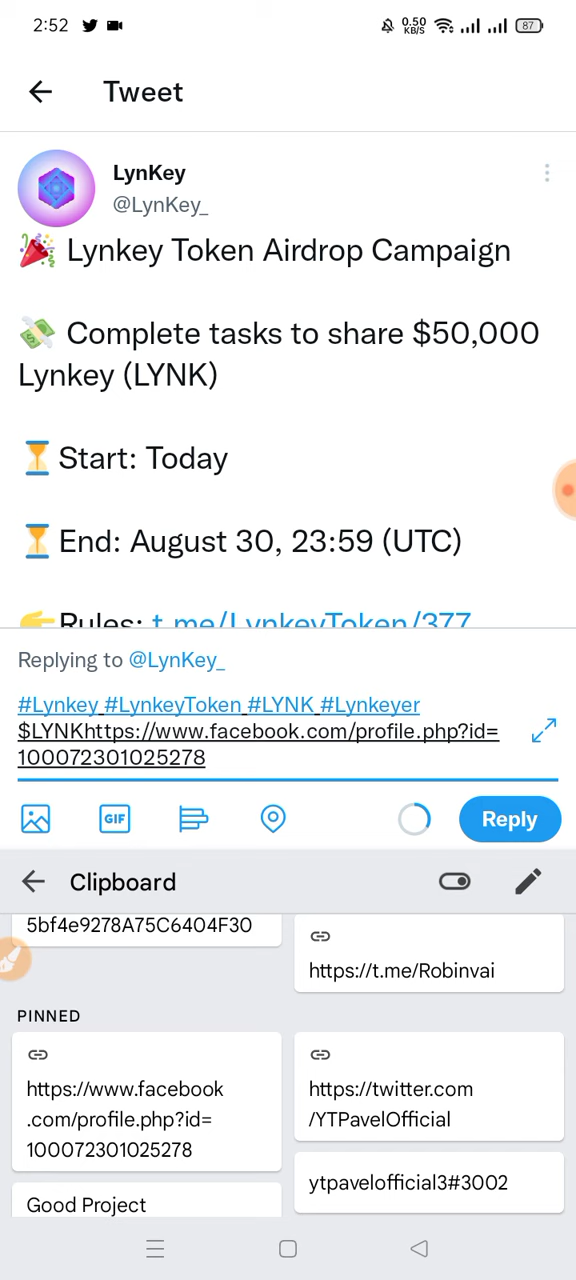 2:52
0.50
KB/S
87
Tweet
LynKey
@LynKey_
🎉 Lynkey Token Airdrop Campaign
💸 Complete tasks to share $50,000
Lynkey (LYNK)
⏳Start: Today
⏳End: August 30, 23:59 (UTC)
👉Rules: t.me/LynkeyToken/377
Replying to @LynKey_
#Lynkey #LynkeyToken #LYNK #Lynkeyer
$LYNKhttps://www.facebook.com/profile.php?id=
100072301025278
GIF
Reply
Clipboard
5bf4e9278A75C6404F30
https://t.me/Robinvai
PINNED
https://www.facebook
.com/profile.php?id=
100072301025278
https://twitter.com
/YTPavelOfficial
ytpavelofficial3#3002
Good Project